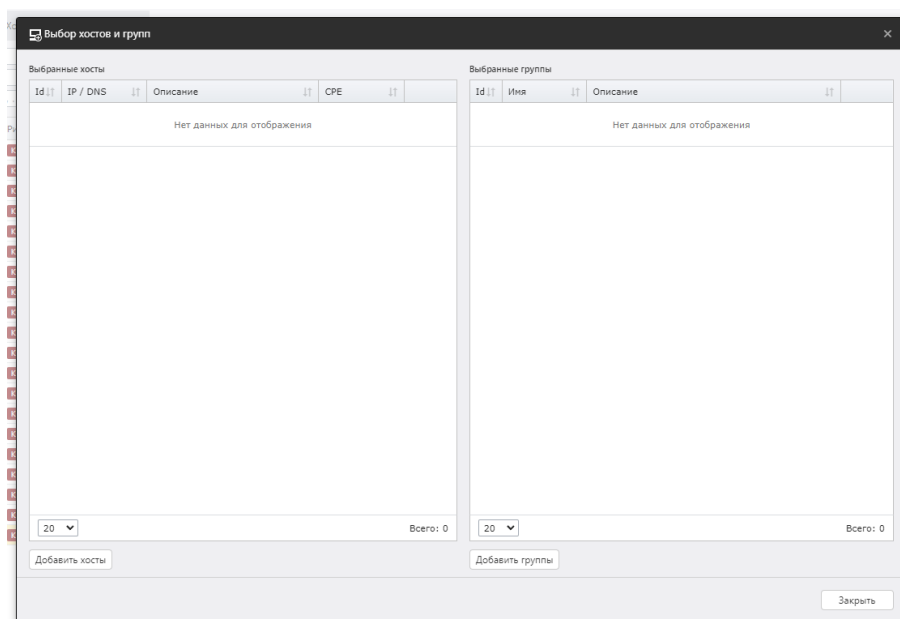 Выбор хостов и групп
Выбранные хосты
Id IP / DNS Описание CPE
Нет данных для отображения
20 Всего: 0
Добавить хосты
Выбранные группы
Id Имя Описание
Нет данных для отображения
20 Всего: 0
Добавить группы
Закрыть